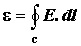 ε = ∮ E. dl
c